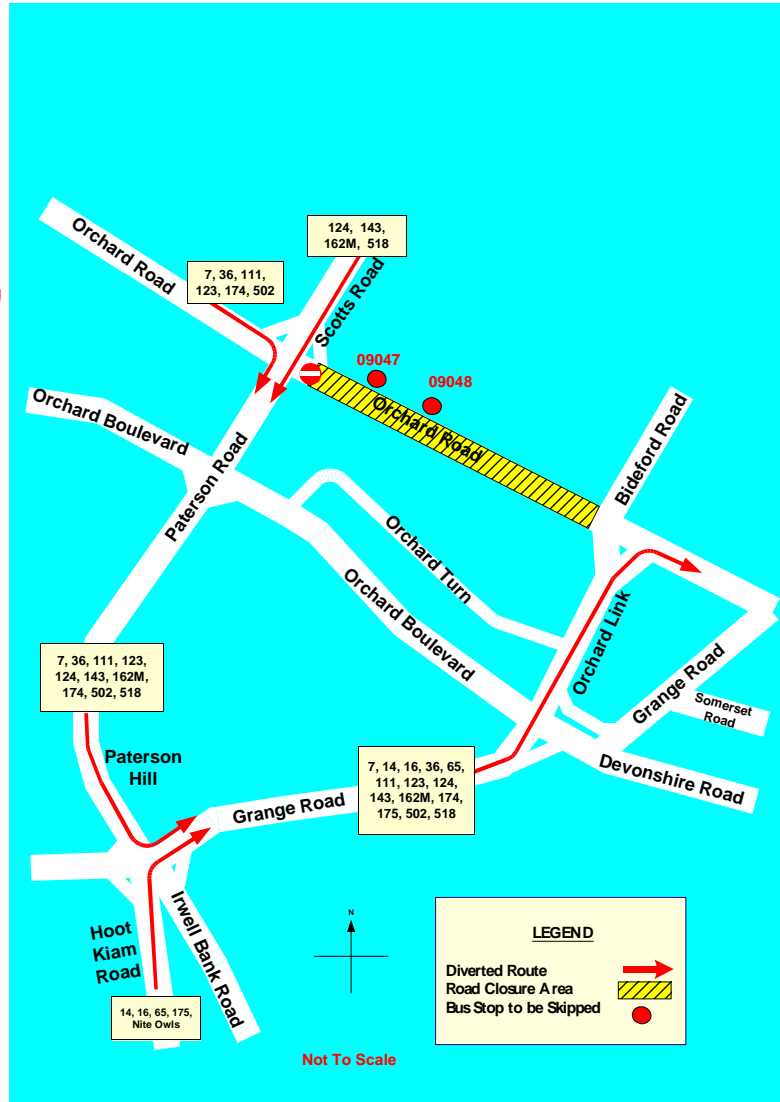 124, 143,
162M, 518
Orchard Road
7, 36, 111,
123, 174, 502
Scotts Road
09047
09048
Orchard Road
Orchard Boulevard
Paterson Road
Bideford Road
Orchard Turn
Orchard Boulevard
Orchard Link
7, 36, 111, 123,
124, 143, 162M,
174, 502, 518
Grange Road
Somerset
Road
Paterson
Hill
7, 14, 16, 36, 65,
111, 123, 124,
143, 162M, 174,
175, 502, 518
Devonshire Road
Grange Road
Hoot
Kiam
Road
Irwell Bank Road
N
14, 16, 65, 175,
Nite Owls
LEGEND
Diverted Route
Road Closure Area
Bus Stop to be Skipped
Not To Scale